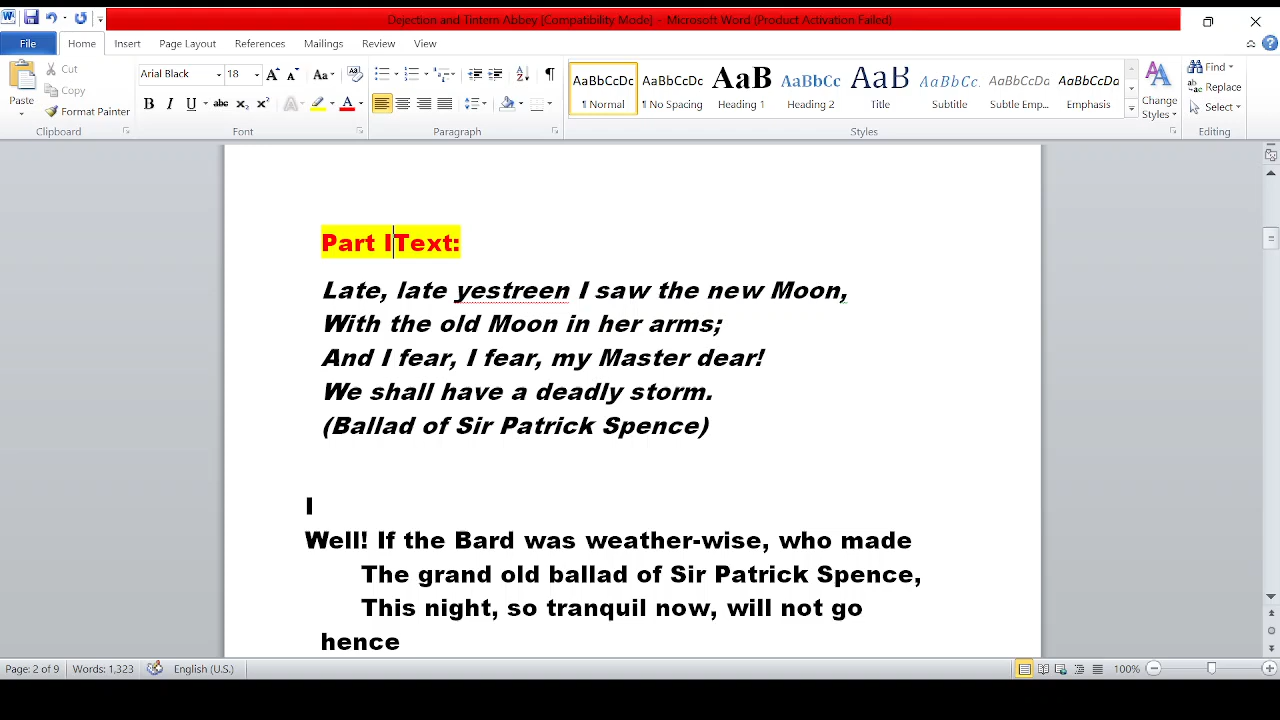 Dejection and Tintern Abbey [Compatibility Mode] - Microsoft Word (Product Activation Failed)
File Home Insert Page Layout References Mailings Review View
Paste Cut Copy Format Painter Clipboard
Arial Black 18 Aa B I U abc x₂ x² A A Font
Paragraph
AaBbCcDc ¶ Normal
AaBbCcDc ¶ No Spacing
AaB Heading 1
AaBbCc Heading 2
AaB Title
AaBbCc. Subtitle
AaBbCcDc Subtle Emp...
AaBbCcDc Emphasis
Change Styles
Styles
Find Replace Select Editing
Part I Text:
Late, late yestreen I saw the new Moon,
With the old Moon in her arms;
And I fear, I fear, my Master dear!
We shall have a deadly storm.
(Ballad of Sir Patrick Spence)
I
Well! If the Bard was weather-wise, who made
The grand old ballad of Sir Patrick Spence,
This night, so tranquil now, will not go
hence
Page: 2 of 9 Words: 1,323 English (U.S.) 100%